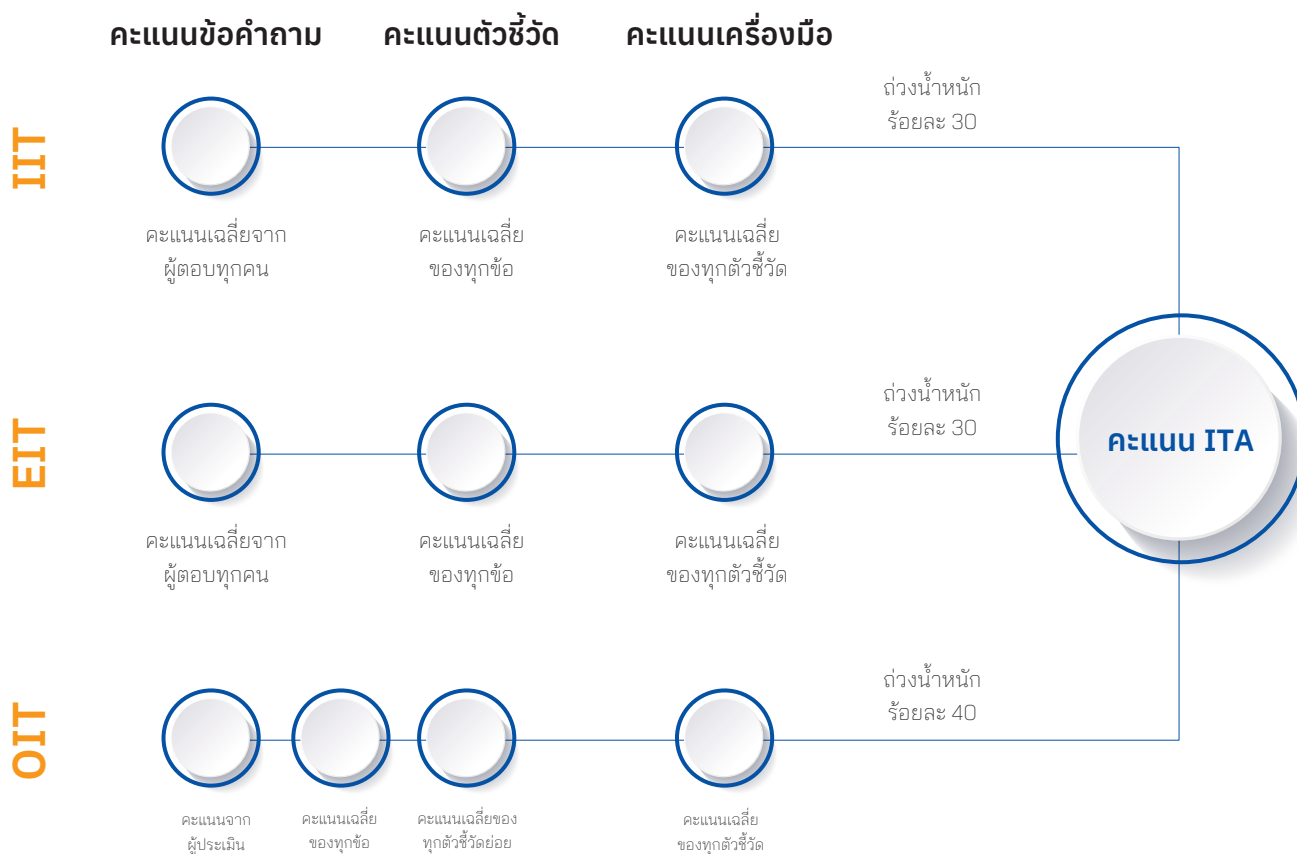 คะแนนข้อคำถาม คะแนนตัวชี้วัด คะแนนเครื่องมือ
IIT
ถ่วงน้ำหนัก
ร้อยละ 30
คะแนนเฉลี่ยจาก คะแนนเฉลี่ย คะแนนเฉลี่ย
ผู้ตอบทุกคน ของทุกข้อ ของทุกตัวชี้วัด
EIT
ถ่วงน้ำหนัก
ร้อยละ 30
คะแนน ITA
คะแนนเฉลี่ยจาก คะแนนเฉลี่ย คะแนนเฉลี่ย
ผู้ตอบทุกคน ของทุกข้อ ของทุกตัวชี้วัด
OIT
ถ่วงน้ำหนัก
ร้อยละ 40
คะแนนจาก คะแนนเฉลี่ย คะแนนเฉลี่ยของ คะแนนเฉลี่ย
ผู้ประเมิน ของทุกข้อ ทุกตัวชี้วัดย่อย ของทุกตัวชี้วัด